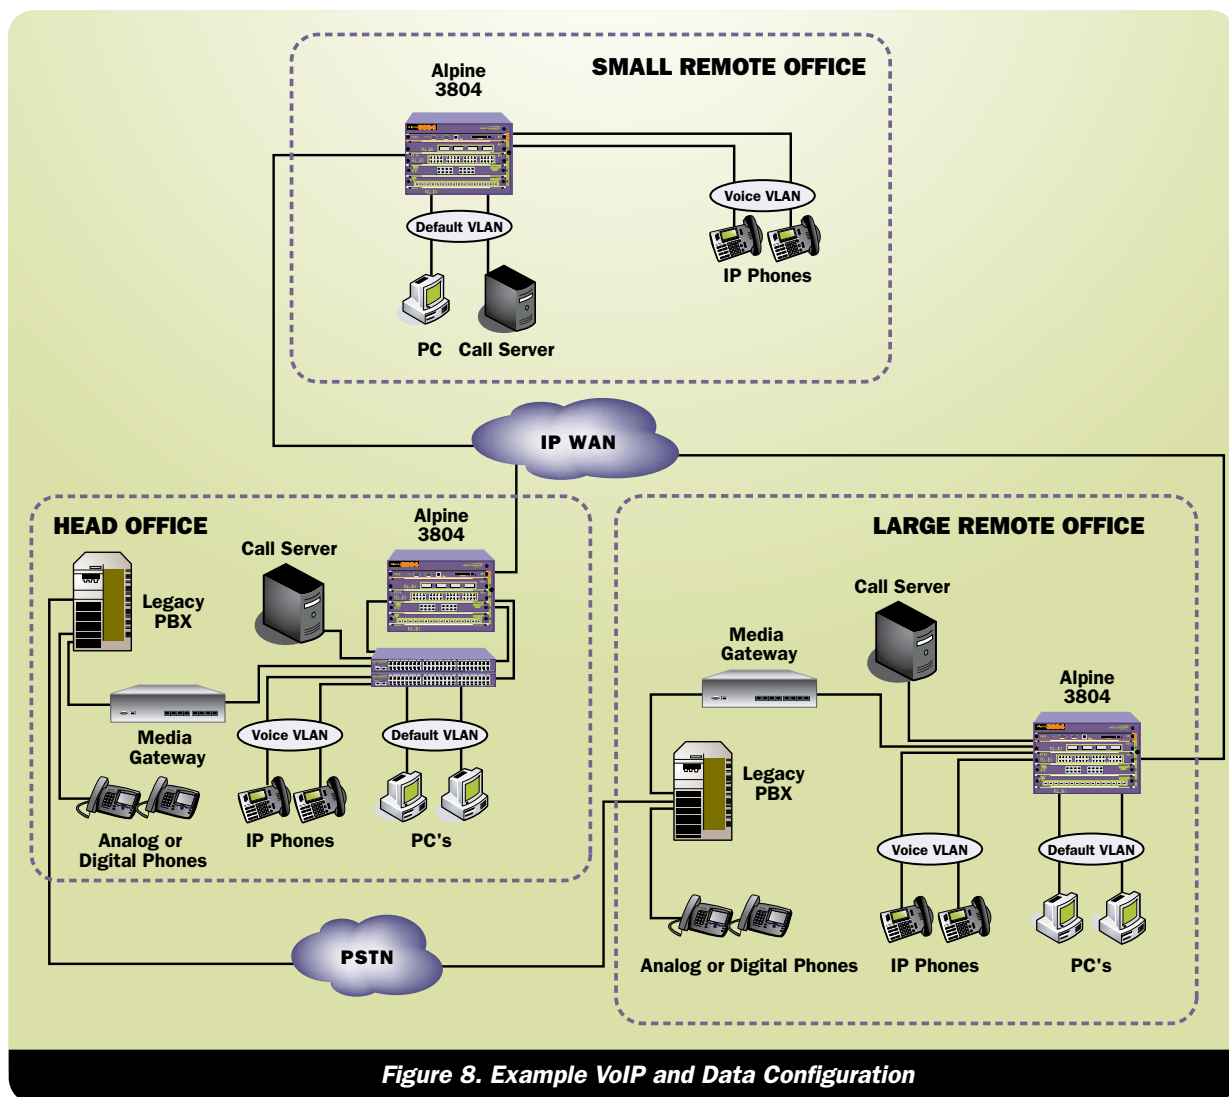 SMALL REMOTE OFFICE
Alpine
3804
Voice VLAN
Default VLAN
IP Phones
PC
Call Server
IP WAN
HEAD OFFICE
Alpine
3804
Call Server
Legacy
PBX
Media
Gateway
Voice VLAN
Default VLAN
Analog or
Digital Phones
IP Phones
PC's
LARGE REMOTE OFFICE
Call Server
Media
Gateway
Alpine
3804
Legacy
PBX
Voice VLAN
Default VLAN
Analog or Digital Phones
IP Phones
PC's
PSTN
Figure 8. Example VoIP and Data Configuration